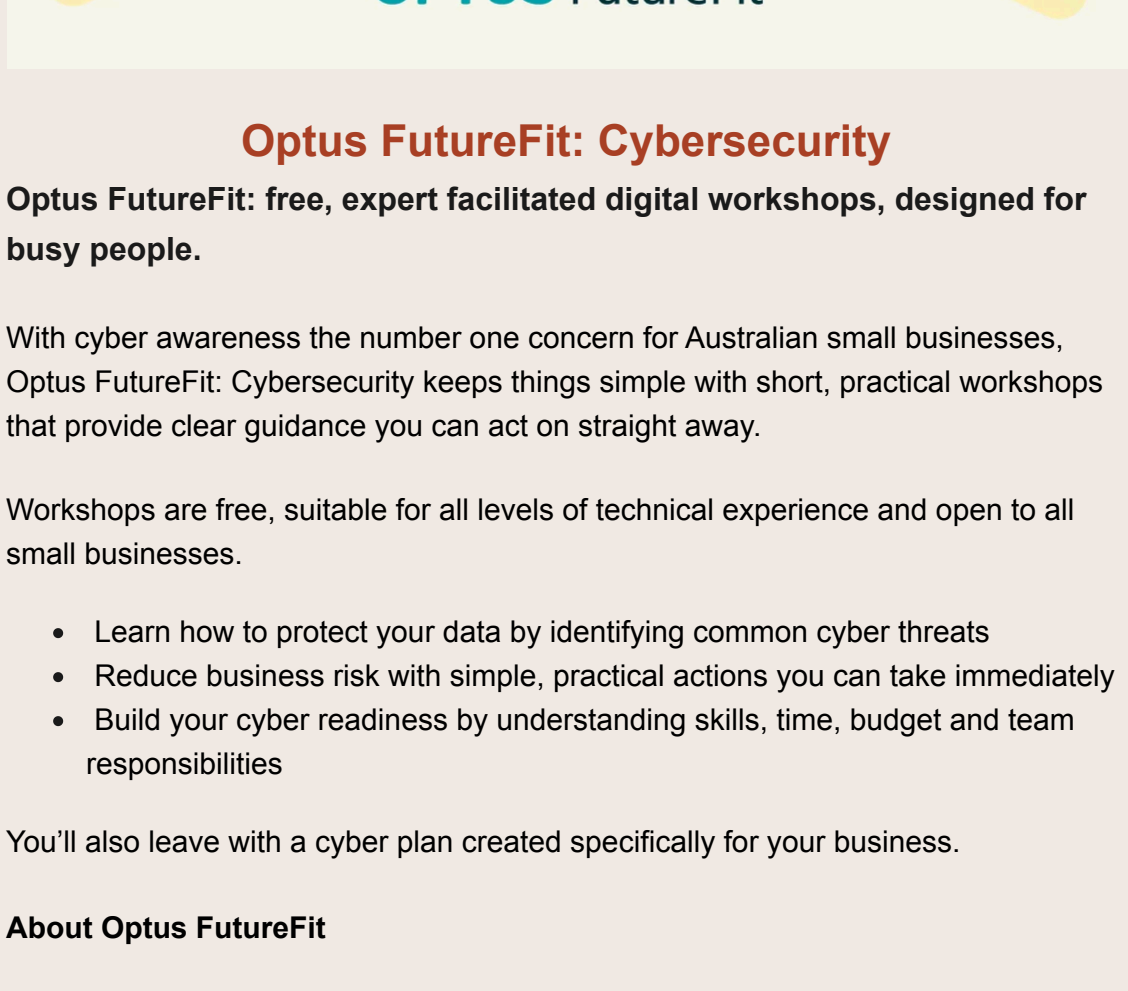 OPTUS FutureFit
Optus FutureFit: Cybersecurity
Optus FutureFit: free, expert facilitated digital workshops, designed for
busy people.
With cyber awareness the number one concern for Australian small businesses,
Optus FutureFit: Cybersecurity keeps things simple with short, practical workshops
that provide clear guidance you can act on straight away.
Workshops are free, suitable for all levels of technical experience and open to all
small businesses.
• Learn how to protect your data by identifying common cyber threats
• Reduce business risk with simple, practical actions you can take immediately
• Build your cyber readiness by understanding skills, time, budget and team
responsibilities
You’ll also leave with a cyber plan created specifically for your business.
About Optus FutureFit